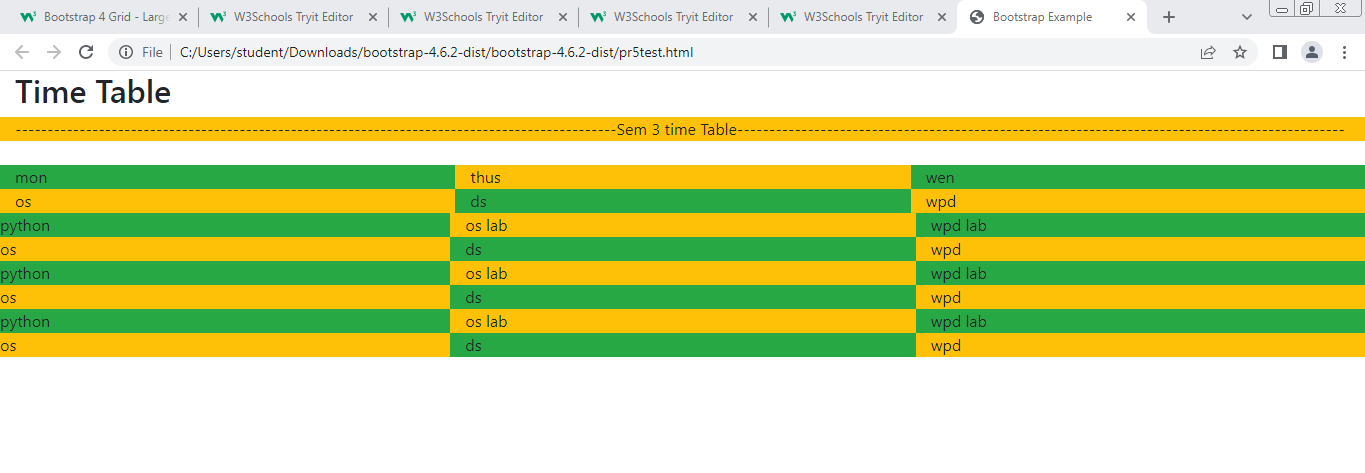 Bootstrap 4 Grid - Large W3Schools Tryit Editor W3Schools Tryit Editor W3Schools Tryit Editor W3Schools Tryit Editor Bootstrap Example
File C:/Users/student/Downloads/bootstrap-4.6.2-dist/bootstrap-4.6.2-dist/pr5test.html
Time Table
------------------------------------------------------------------------------------------------------------------------Sem 3 time Table-------------------------------------------------------------------------------------------------------------------------
mon thus wen
os ds wpd
python os lab wpd lab
os ds wpd
python os lab wpd lab
os ds wpd
python os lab wpd lab
os ds wpd